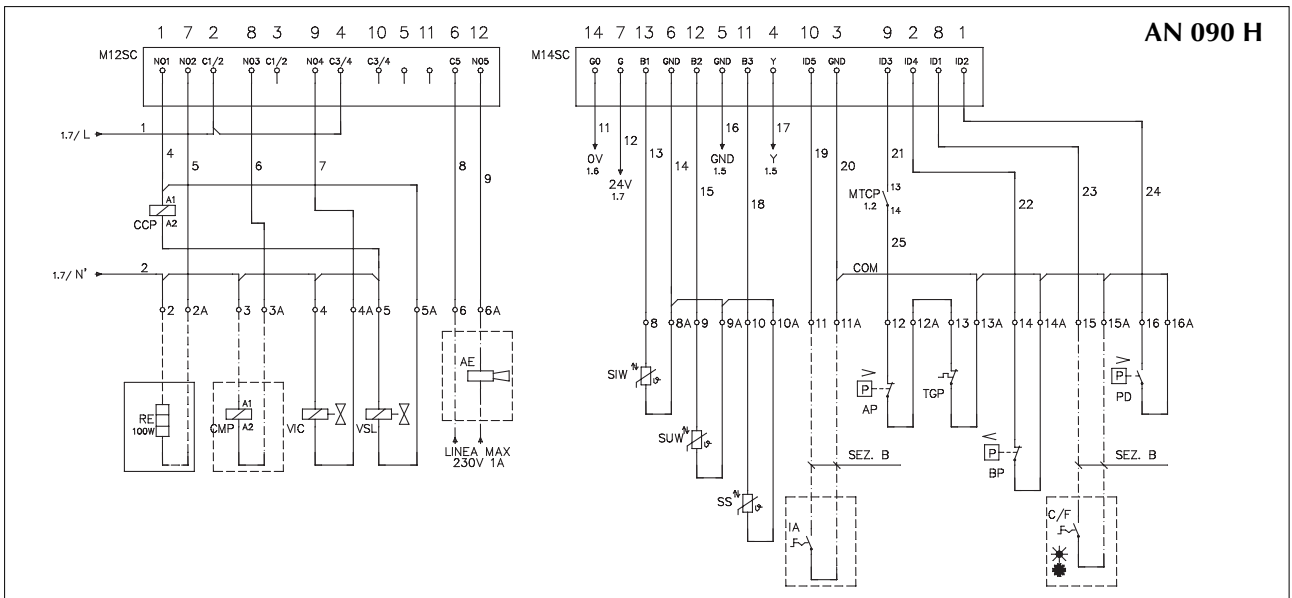 AN 090 H
1 7 2 8 3 9 4 10 5 11 6 12
M12SC
NO1 NO2 C1/2 NO3 C1/2 NO4 C3/4 C3/4 C5 NO5
14 7 13 6 12 5 11 4 10 3 9 2 8 1
M14SC
G0 G B1 GND B2 GND B3 Y ID5 GND ID3 ID4 ID1 ID2
1.7/ L 1
4 5 6 7 8 9
11 12 13 14 15 16 17 18 19 20 21 22 23 24
0V
1.6
24V
1.7
GND
1.5
Y
1.5
MTCP
1.2
13
14
25
CCP A1
A2
1.7/ N' 2
COM
2 2A 3 3A 4 4A 5 5A 6 6A
8 8A 9 9A 10 10A 11 11A 12 12A 13 13A 14 14A 15 15A 16 16A
RE
100W
CMP A1
A2
VIC
VSL
AE
LINEA MAX
230V 1A
SIW
SUW
SS
IA
SEZ. B
P
AP
TGP
P
BP
SEZ. B
C/F
P
PD